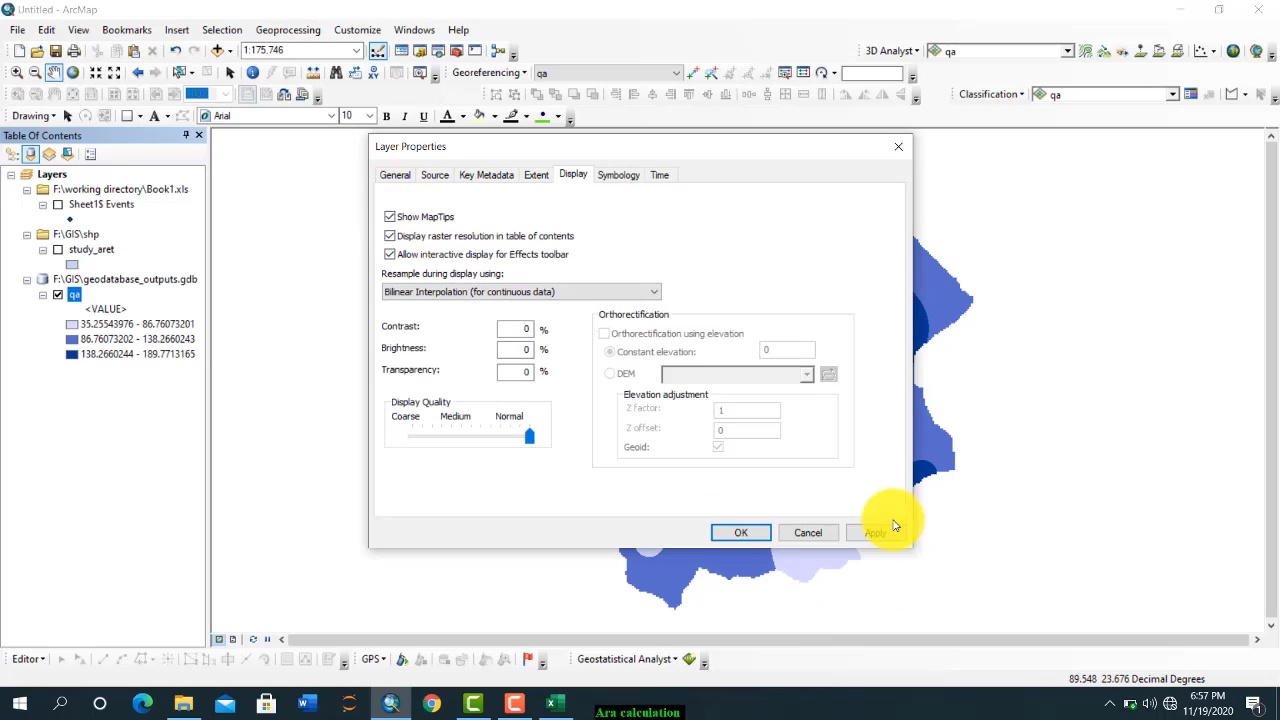 Untitled - ArcMap
File Edit View Bookmarks Insert Selection Geoprocessing Customize Windows Help
1:175,746
3D Analyst qa
Georeferencing qa
Classification qa
Drawing A Arial 10 B I U A
Table Of Contents
Layers
F:\working directory\Book1.xls
Sheet1$ Events
F:\GIS\shp
study_aret
F:\GIS\geodatabase_outputs.gdb
qa
<VALUE>
35.25543976 - 86.76073201
86.76073202 - 138.2660243
138.2660244 - 189.7713165
Layer Properties
General Source Key Metadata Extent Display Symbology Time
Show MapTips
Display raster resolution in table of contents
Allow interactive display for Effects toolbar
Resample during display using:
Bilinear Interpolation (for continuous data)
Contrast: 0 %
Brightness: 0 %
Transparency: 0 %
Display Quality
Coarse Medium Normal
Orthorectification
Orthorectification using elevation
Constant elevation: 0
DEM
Elevation adjustment
Z factor: 1
Z offset: 0
Geoid:
OK Cancel Apply
Editor GPS Geostatistical Analyst
89.548 23.676 Decimal Degrees
6:57 PM
11/19/2020
Ara calculation